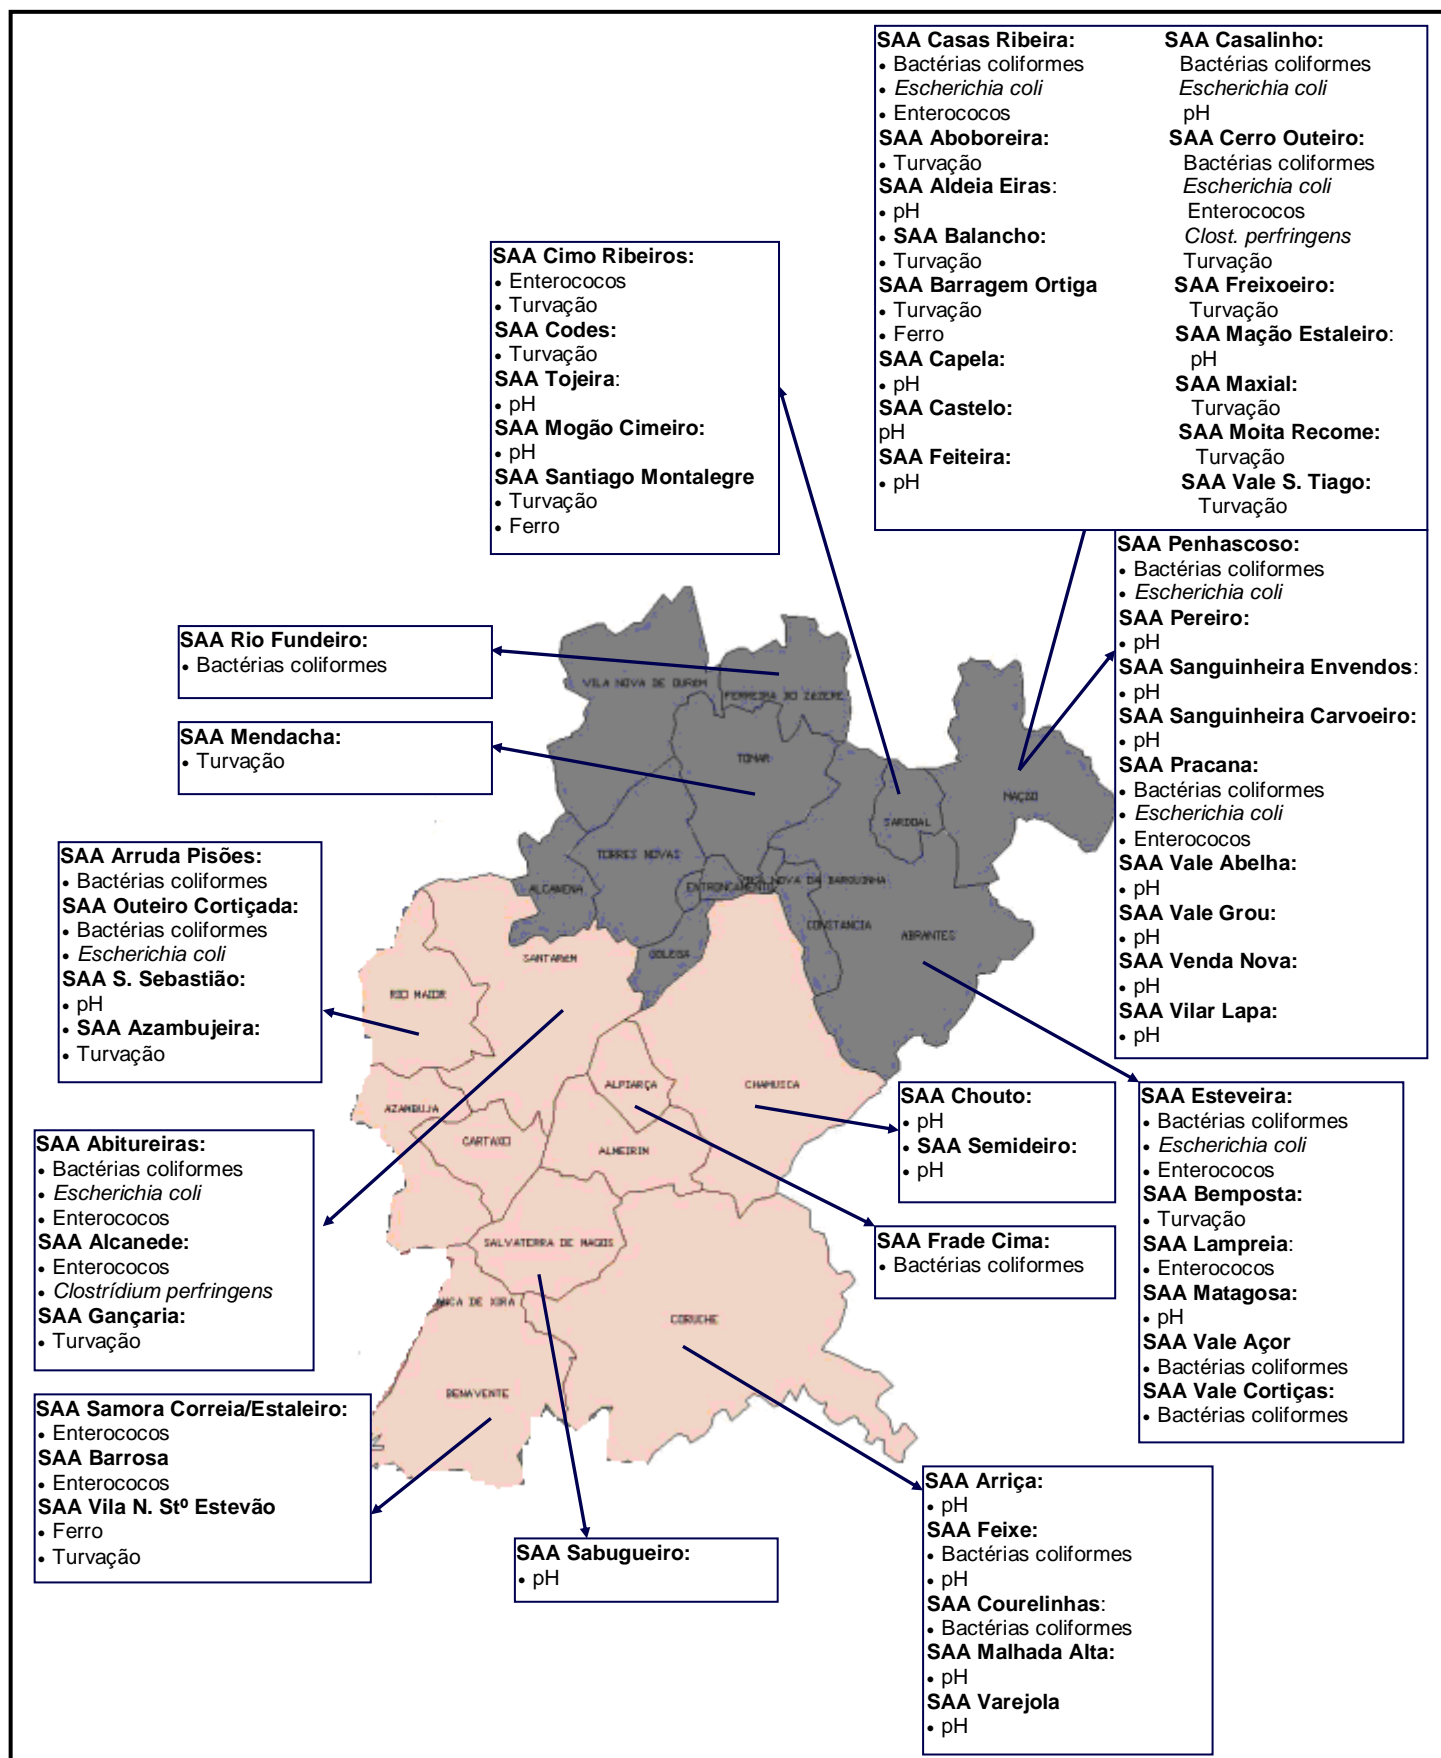 SAA Casas Ribeira:
• Bactérias coliformes
• Escherichia coli
• Enterococos
SAA Aboboreira:
• Turvação
SAA Aldeia Eiras:
• pH
• SAA Balancho:
• Turvação
SAA Barragem Ortiga
• Turvação
• Ferro
SAA Capela:
• pH
SAA Castelo:
pH
SAA Feiteira:
• pH
SAA Casalinho:
Bactérias coliformes
Escherichia coli
pH
SAA Cerro Outeiro:
Bactérias coliformes
Escherichia coli
Enterococos
Clost. perfringens
Turvação
SAA Freixoeiro:
Turvação
SAA Mação Estaleiro:
pH
SAA Maxial:
Turvação
SAA Moita Recome:
Turvação
SAA Vale S. Tiago:
Turvação
SAA Cimo Ribeiros:
• Enterococos
• Turvação
SAA Codes:
• Turvação
SAA Tojeira:
• pH
SAA Mogão Cimeiro:
• pH
SAA Santiago Montalegre
• Turvação
• Ferro
SAA Penhascoso:
• Bactérias coliformes
• Escherichia coli
SAA Pereiro:
• pH
SAA Sanguinheira Envendos:
• pH
SAA Sanguinheira Carvoeiro:
• pH
SAA Pracana:
• Bactérias coliformes
• Escherichia coli
• Enterococos
SAA Vale Abelha:
• pH
SAA Vale Grou:
• pH
SAA Venda Nova:
• pH
SAA Vilar Lapa:
• pH
SAA Rio Fundeiro:
• Bactérias coliformes
SAA Mendacha:
• Turvação
VILA NOVA DE OURÉM
FERREIRA DO ZÊZERE
TOMAR
MAÇÃO
SARDOAL
TORRES NOVAS
ALCANENA
ENTRONCAMENTO
VILA NOVA DA BARQUINHA
CONSTANCIA
ABRANTES
GOLEGA
SANTARÉM
RIO MAIOR
ALPIARÇA
CHAMUSCA
AZAMBUJA
CARTAXO
ALMEIRIM
SALVATERRA DE MAGOS
ANCA DE XIRA
CORUCHE
BENAVENTE
SAA Arruda Pisões:
• Bactérias coliformes
SAA Outeiro Cortiçada:
• Bactérias coliformes
• Escherichia coli
SAA S. Sebastião:
• pH
• SAA Azambujeira:
• Turvação
SAA Abitureiras:
• Bactérias coliformes
• Escherichia coli
• Enterococos
SAA Alcanede:
• Enterococos
• Clostrídium perfringens
SAA Gançaria:
• Turvação
SAA Chouto:
• pH
• SAA Semideiro:
• pH
SAA Frade Cima:
• Bactérias coliformes
SAA Esteveira:
• Bactérias coliformes
• Escherichia coli
• Enterococos
SAA Bemposta:
• Turvação
SAA Lampreia:
• Enterococos
SAA Matagosa:
• pH
SAA Vale Açor
• Bactérias coliformes
SAA Vale Cortiças:
• Bactérias coliformes
SAA Samora Correia/Estaleiro:
• Enterococos
SAA Barrosa
• Enterococos
SAA Vila N. Stº Estevão
• Ferro
• Turvação
SAA Sabugueiro:
• pH
SAA Arriça:
• pH
SAA Feixe:
• Bactérias coliformes
• pH
SAA Courelinhas:
• Bactérias coliformes
SAA Malhada Alta:
• pH
SAA Varejola
• pH